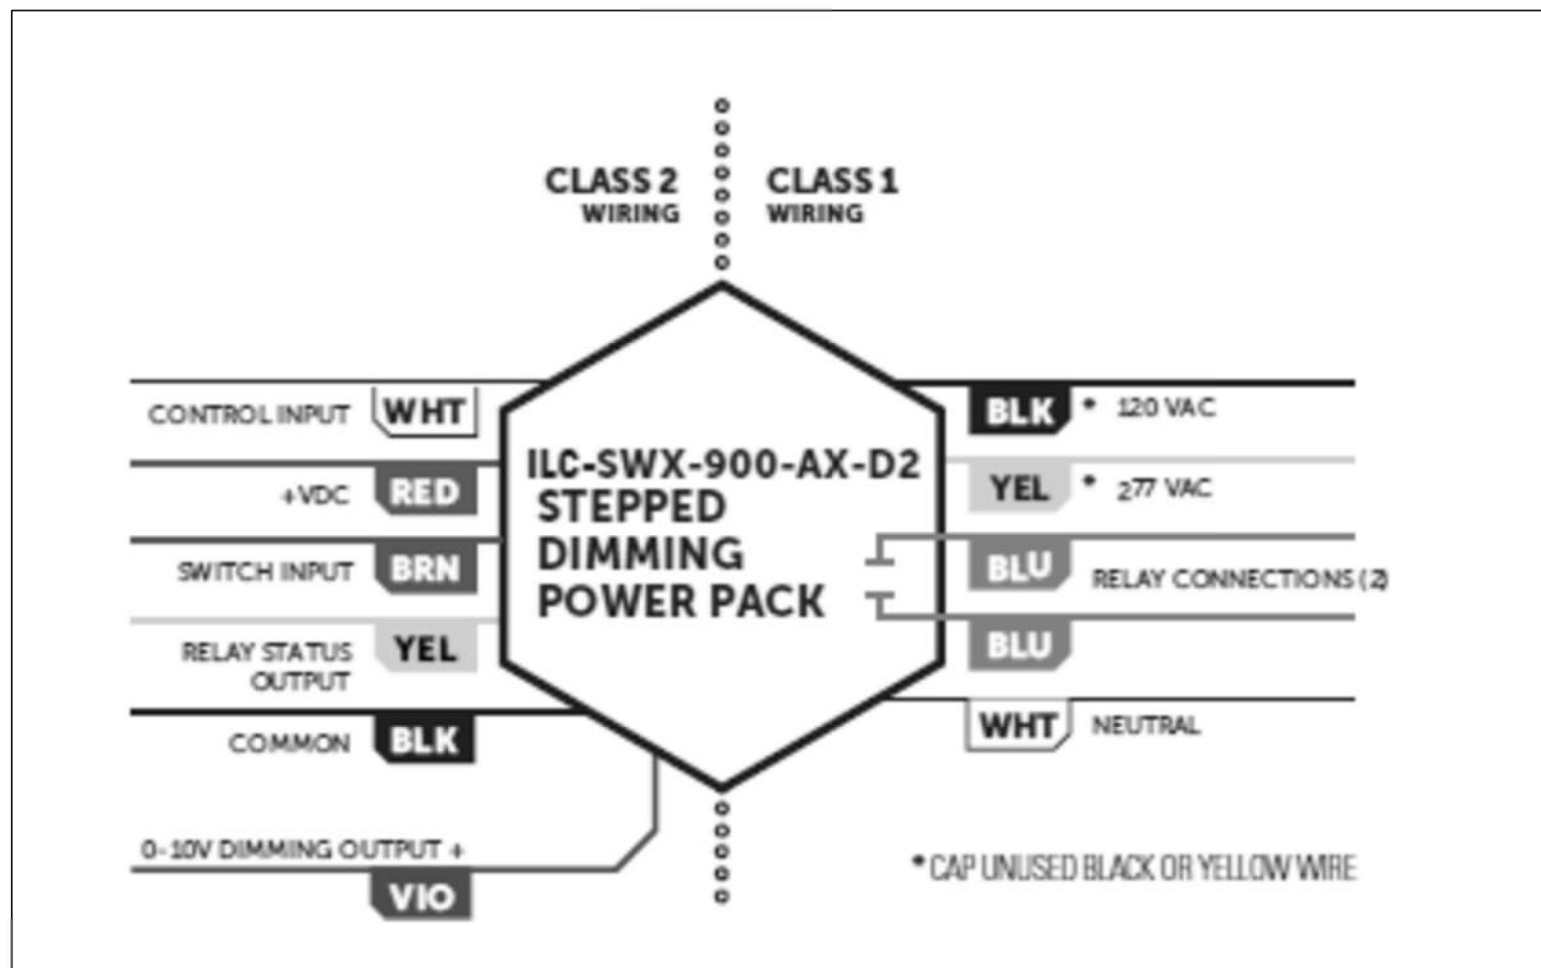 CLASS 2
WIRING
CLASS 1
WIRING
CONTROL INPUT WHT
+VDC RED
SWITCH INPUT BRN
RELAY STATUS
OUTPUT
YEL
COMMON BLK
0-10V DIMMING OUTPUT +
VIO
ILC-SWX-900-AX-D2
STEPPED
DIMMING
POWER PACK
BLK * 120 VAC
YEL * 277 VAC
BLU
RELAY CONNECTIONS (2)
BLU
WHT NEUTRAL
* CAP UNUSED BLACK OR YELLOW WIRE